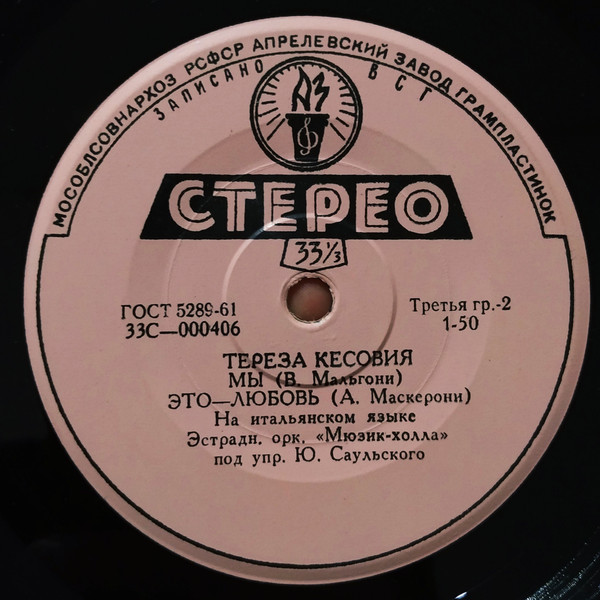 МОСОБЛСОВНАРХОЗ РСФСР АПРЕЛЕВСКИЙ ЗАВОД ГРАМПЛАСТИНОК
ЗАПИСАНО ВСГ
АЗ
СТЕРЕО
33⅓
ГОСТ 5289-61
33С—000406
Третья гр.-2
1-50
ТЕРЕЗА КЕСОВИЯ
МЫ (В. Мальгони)
ЭТО—ЛЮБОВЬ (А. Маскерони)
На итальянском языке
Эстрадн. орк. «Мюзик-холла»
под упр. Ю. Саульского